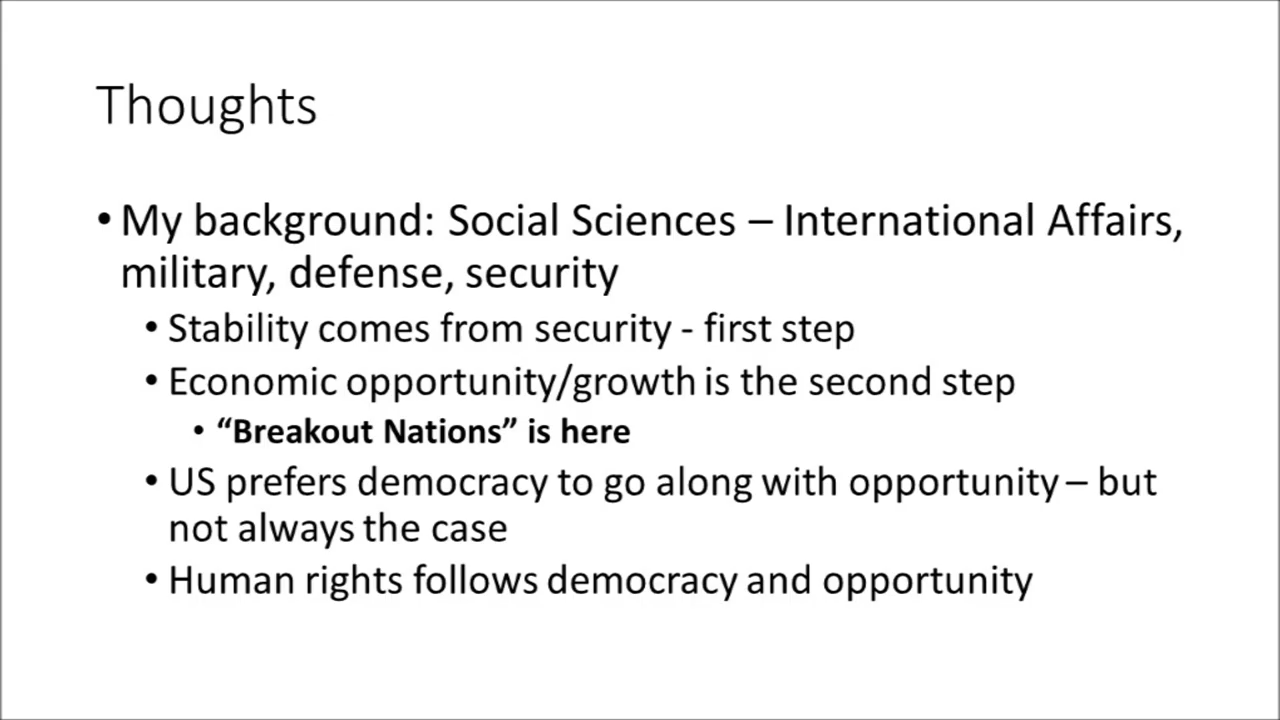 Thoughts
• My background: Social Sciences – International Affairs,
military, defense, security
• Stability comes from security - first step
• Economic opportunity/growth is the second step
• “Breakout Nations” is here
• US prefers democracy to go along with opportunity – but
not always the case
• Human rights follows democracy and opportunity